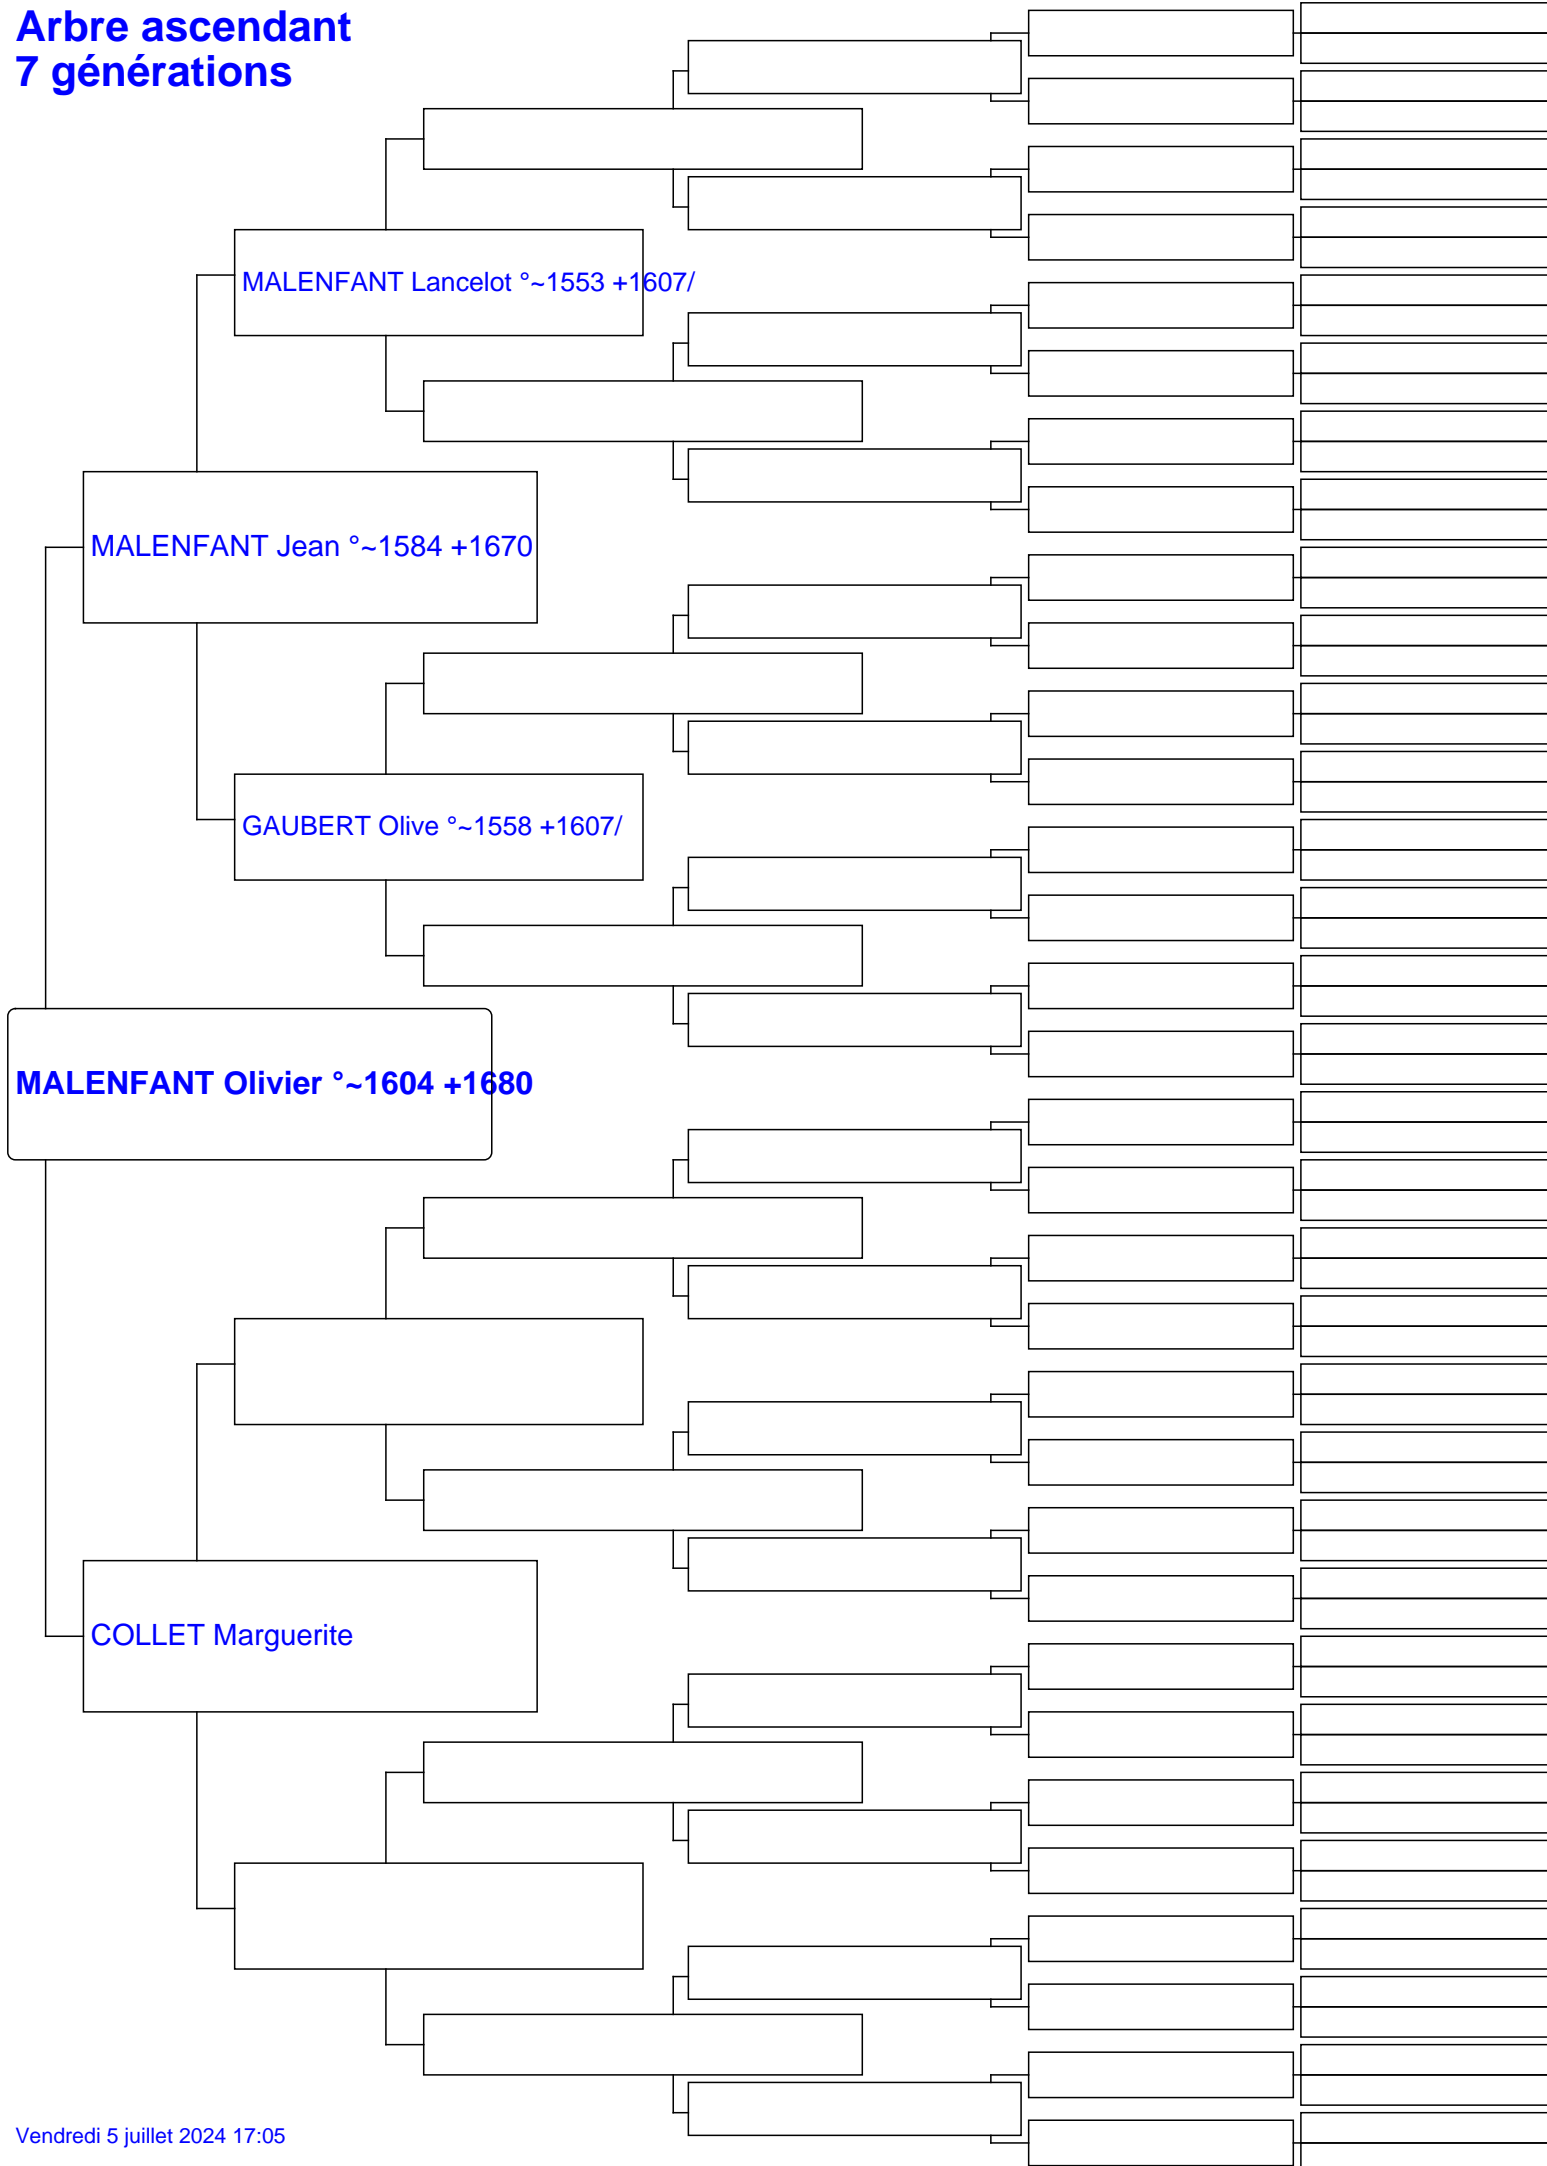 Arbre ascendant
7 générations
MALENFANT Lancelot °~1553 +1607/
MALENFANT Jean °~1584 +1670
GAUBERT Olive °~1558 +1607/
MALENFANT Olivier °~1604 +1680
COLLET Marguerite
Vendredi 5 juillet 2024 17:05